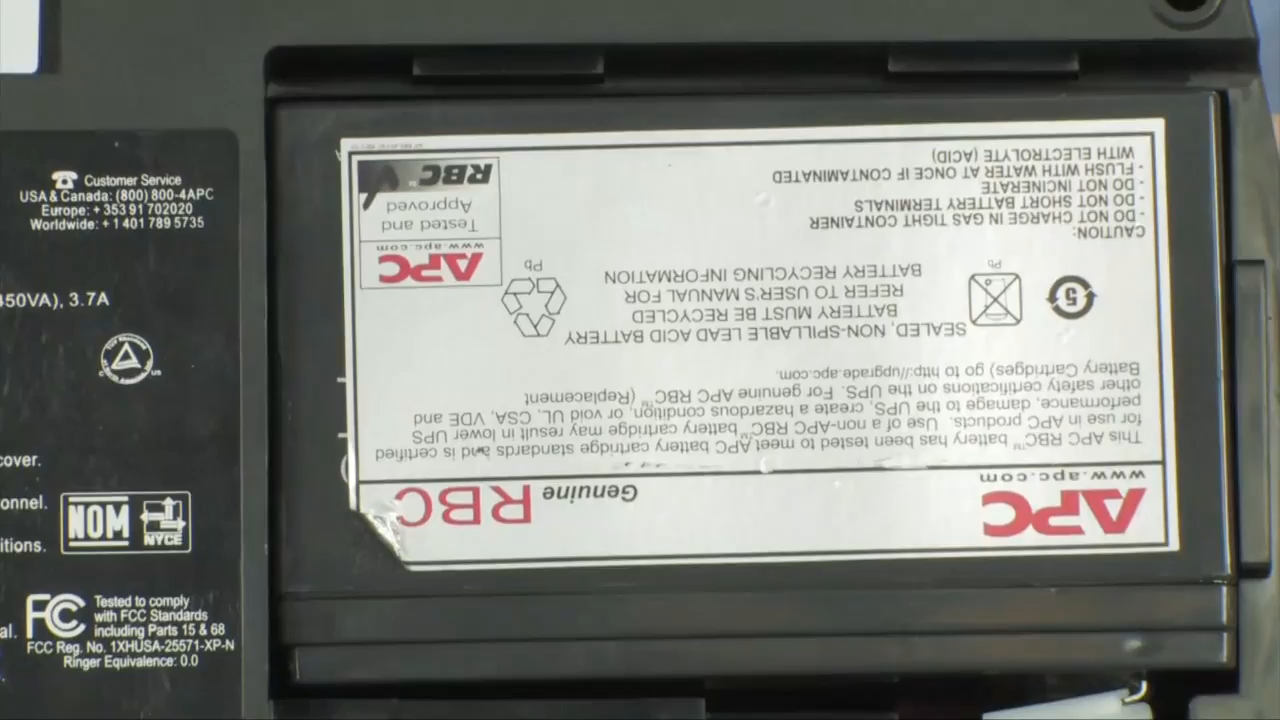 Customer Service
USA & Canada: (800) 800-4APC
Europe: + 353 91 702020
Worldwide: + 1 401 789 5735
450VA), 3.7A
cover.
onnel.
itions.
al.
NOM
NYCE
FC
Tested to comply
with FCC Standards
including Parts 15 & 68
FCC Reg. No. 1XHUSA-25571-XP-N
Ringer Equivalence: 0.0
APC
www.apc.com
Genuine RBC
This APC RBC™ battery has been tested to meet APC battery cartridge standards and is certified
for use in APC products. Use of a non-APC RBC™ battery cartridge may result in lower UPS
performance, damage to the UPS, create a hazardous condition, or void UL, CSA, VDE, and
other safety certifications on the UPS. For genuine APC RBC™ (Replacement
Battery Cartridges) go to http://upgrade.apc.com.
SEALED, NON-SPILLABLE LEAD ACID BATTERY
BATTERY MUST BE RECYCLED
REFER TO USER'S MANUAL FOR
BATTERY RECYCLING INFORMATION
5
Pb
Pb
CAUTION:
- DO NOT CHARGE IN GAS TIGHT CONTAINER
- DO NOT SHORT BATTERY TERMINALS
- DO NOT INCINERATE
- FLUSH WITH WATER AT ONCE IF CONTAMINATED
WITH ELECTROLYTE (ACID)
APC
www.apc.com
Tested and
Approved
RBC™